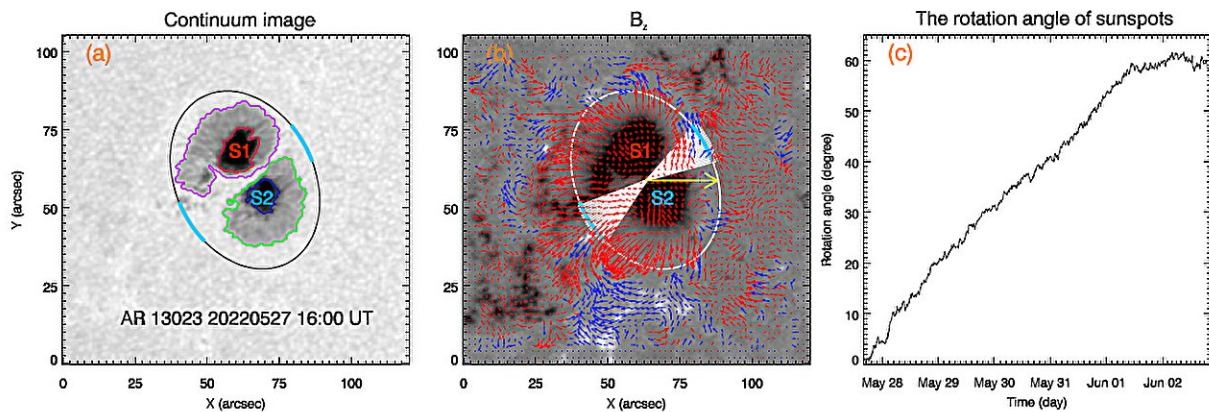 Continuum image
(a)
100
75
50
25
0
Y (arcsec)
S1
S2
AR 13023 20220527 16:00 UT
0 25 50 75 100
X (arcsec)
Bz
(b)
100
75
50
25
0
S1
S2
0 25 50 75 100
X (arcsec)
The rotation angle of sunspots
(c)
60
50
40
30
20
10
0
Rotation angle (degree)
May 28 May 29 May 30 May 31 Jun 01 Jun 02
Time (day)